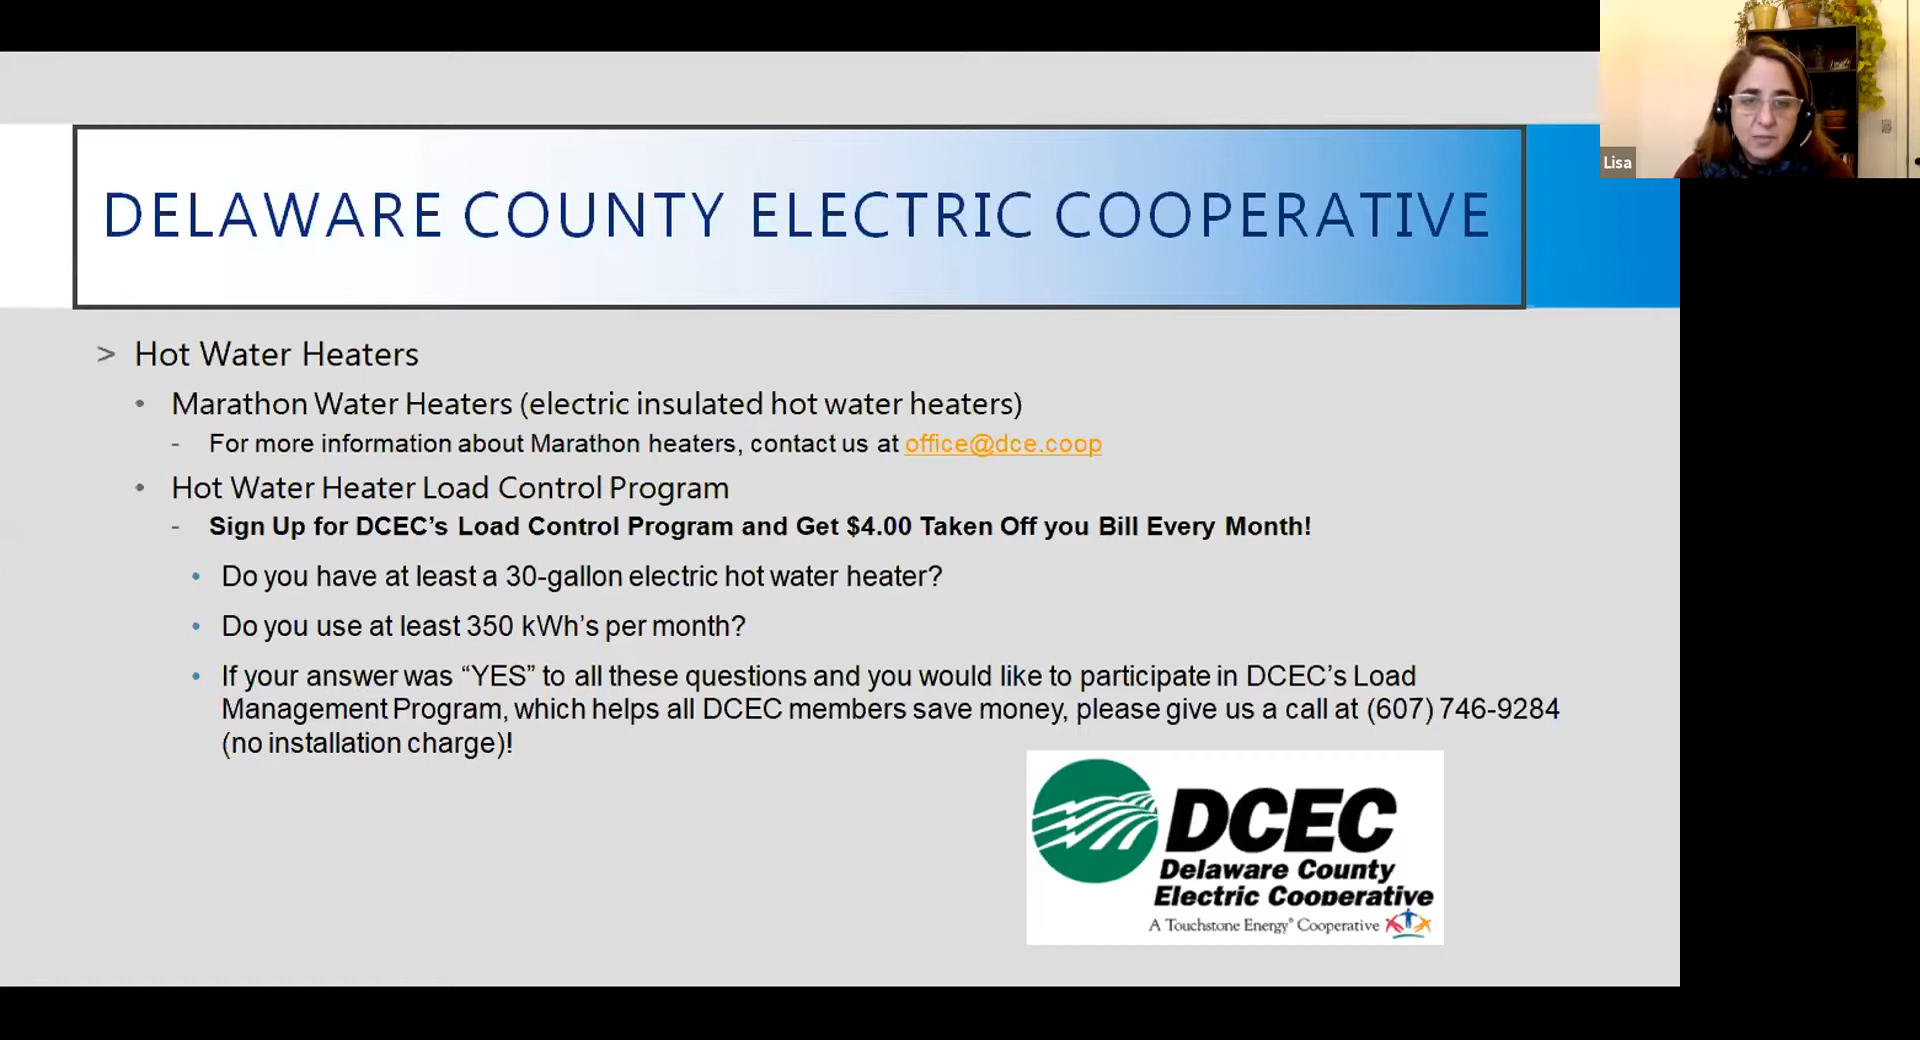 DELAWARE COUNTY ELECTRIC COOPERATIVE
Lisa
> Hot Water Heaters
• Marathon Water Heaters (electric insulated hot water heaters)
- For more information about Marathon heaters, contact us at office@dce.coop
• Hot Water Heater Load Control Program
- Sign Up for DCEC’s Load Control Program and Get $4.00 Taken Off you Bill Every Month!
• Do you have at least a 30-gallon electric hot water heater?
• Do you use at least 350 kWh’s per month?
• If your answer was “YES” to all these questions and you would like to participate in DCEC’s Load
Management Program, which helps all DCEC members save money, please give us a call at (607) 746-9284
(no installation charge)!
DCEC
Delaware County
Electric Cooperative
A Touchstone Energy® Cooperative